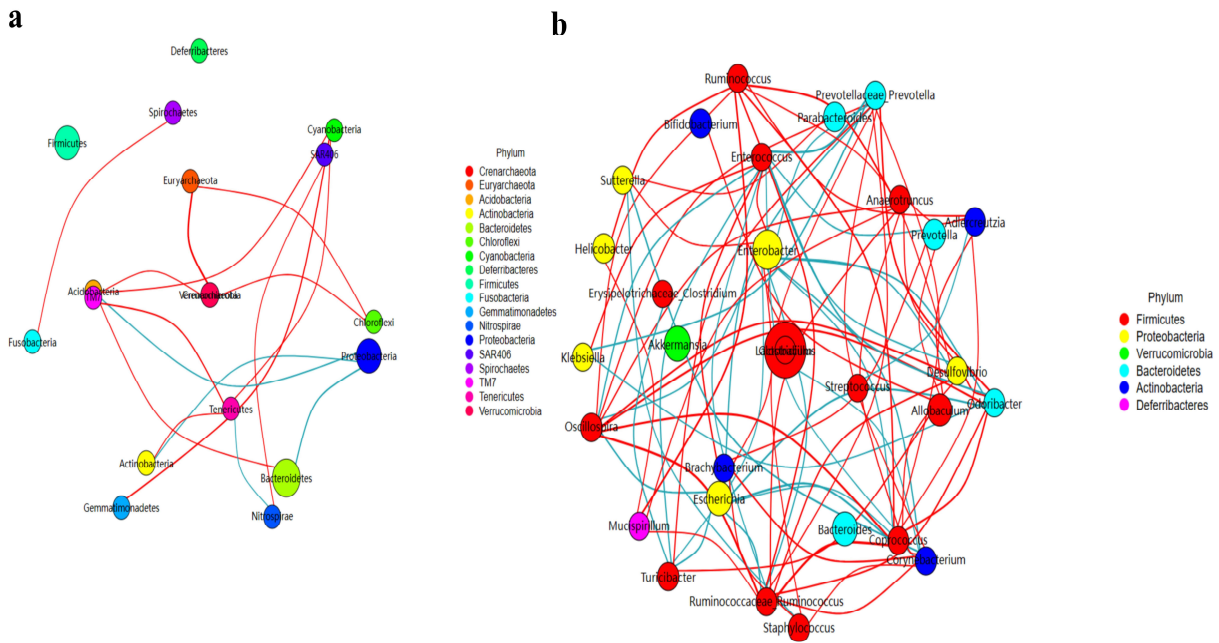 a
b
Deferribacteres
Spirochaetes
Firmicutes
Cyanobacteria
SAR406
Euryarchaeota
Acidobacteria
TM7
Chloroflexi
Fusobacteria
Proteobacteria
Tenericutes
Actinobacteria
Bacteroidetes
Gemmatimonadetes
Nitrospirae
Phylum
Crenarchaeota
Euryarchaeota
Acidobacteria
Actinobacteria
Bacteroidetes
Chloroflexi
Cyanobacteria
Deferribacteres
Firmicutes
Fusobacteria
Gemmatimonadetes
Nitrospirae
Proteobacteria
SAR406
Spirochaetes
TM7
Tenericutes
Verrucomicrobia
Ruminococcus
Prevotellaceae_Prevotella
Parabacteroides
Bifidobacterium
Enterococcus
Sutterella
Anaerotruncus
Adlercreutzia
Prevotella
Helicobacter
Enterobacter
Erysipelotrichaceae_Clostridium
Akkermansia
Klebsiella
Desulfovibrio
Streptococcus
Odoribacter
Allobaculum
Oscillospira
Brachybacterium
Escherichia
Mucispirillum
Bacteroides
Coprococcus
Corynebacterium
Turicibacter
Ruminococcaceae_Ruminococcus
Staphylococcus
Phylum
Firmicutes
Proteobacteria
Verrucomicrobia
Bacteroidetes
Actinobacteria
Deferribacteres